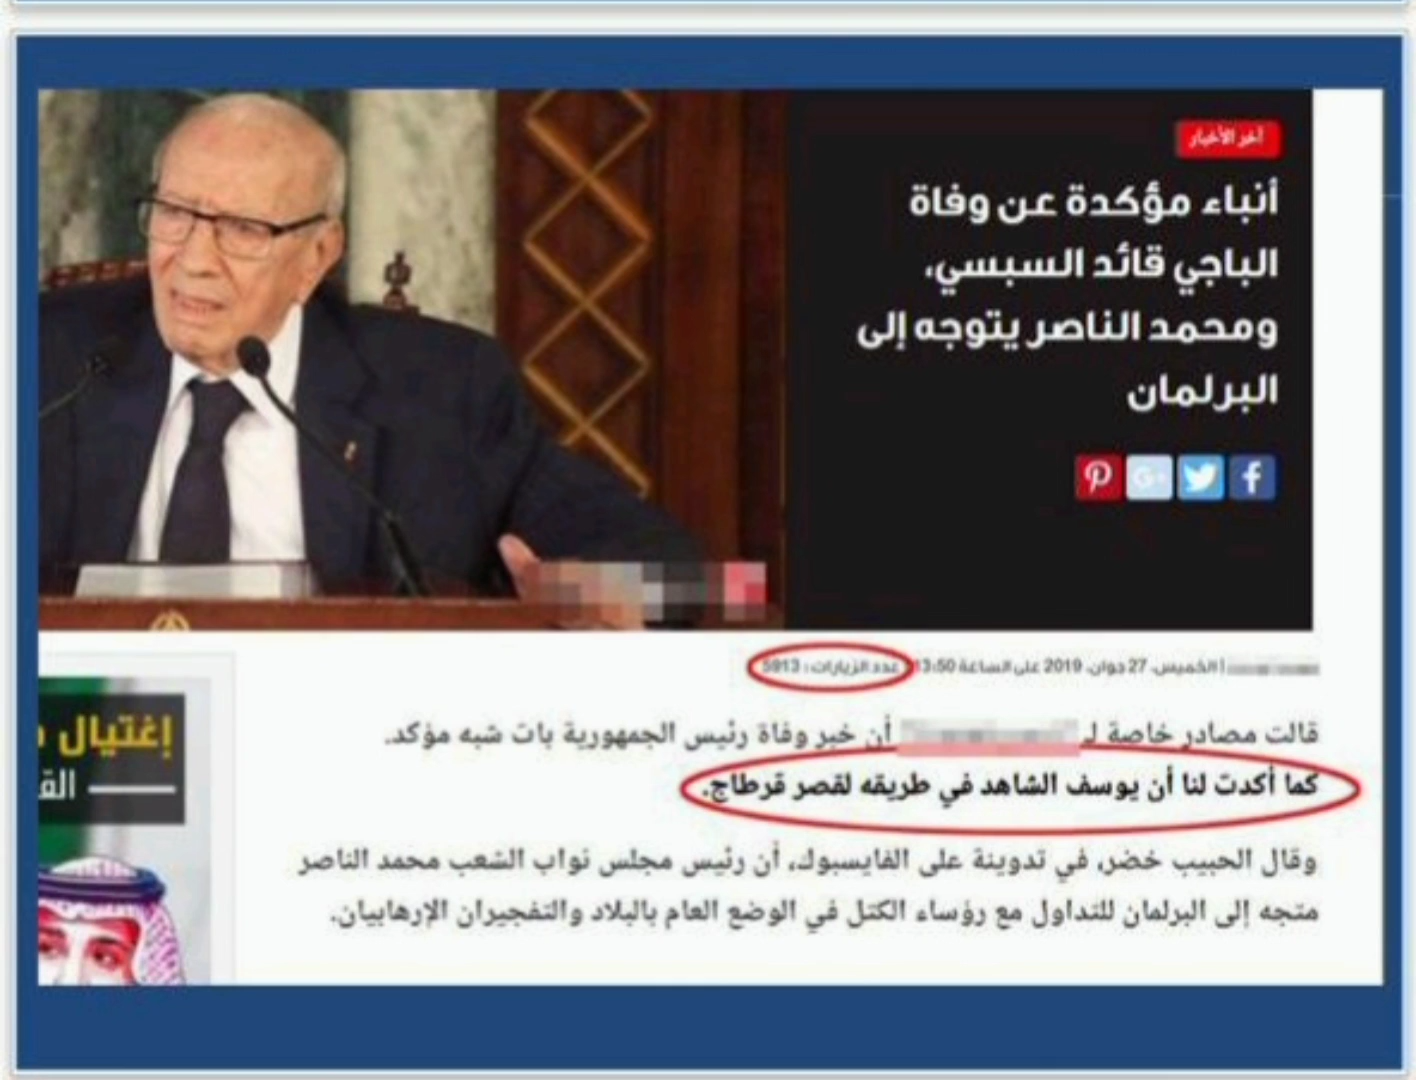 آخر الأخبار
أنباء مؤكدة عن وفاة
الباجي قائد السبسي،
ومحمد الناصر يتوجه إلى
البرلمان
| الخميس، 27 جوان، 2019 على الساعة 13:50 | عدد الزيارات : 5913
قالت مصادر خاصة لـ أن خبر وفاة رئيس الجمهورية بات شبه مؤكد.
كما أكدت لنا أن يوسف الشاهد في طريقه لقصر قرطاج.
وقال الحبيب خضر، في تدوينة على الفايسبوك، أن رئيس مجلس نواب الشعب محمد الناصر
متجه إلى البرلمان للتداول مع رؤساء الكتل في الوضع العام بالبلاد والتفجيران الإرهابيان.
إغتيال